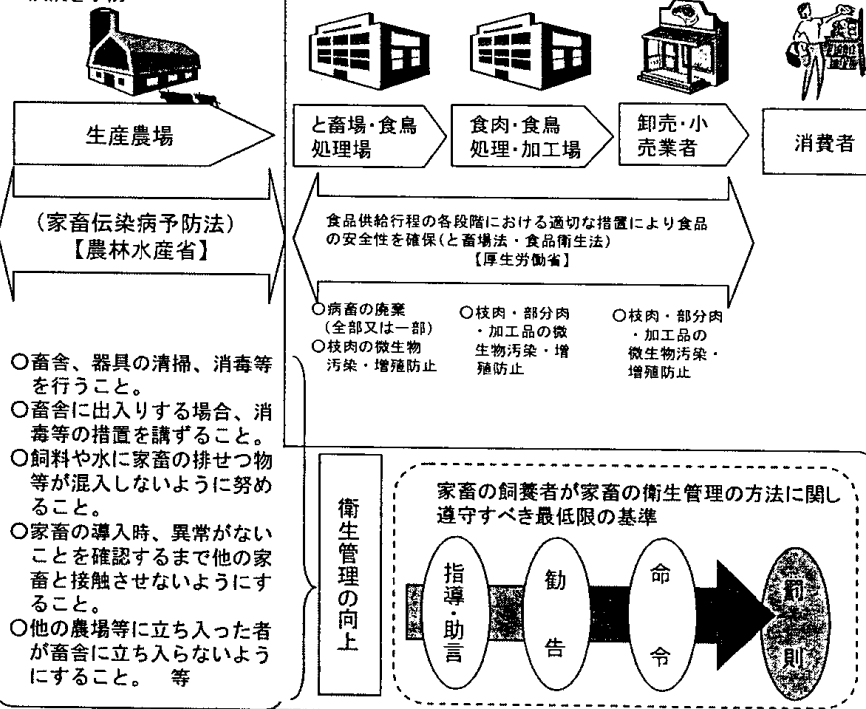 生産農場
と畜場・食鳥
処理場
食肉・食鳥
処理・加工場
卸売・小
売業者
消費者
(家畜伝染病予防法)
【農林水産省】
食品供給行程の各段階における適切な措置により食品
の安全性を確保(と畜場法・食品衛生法)
【厚生労働省】
○病畜の廃棄
(全部又は一部)
○枝肉の微生物
汚染・増殖防止
○枝肉・部分肉
・加工品の微
生物汚染・増
殖防止
○枝肉・部分肉
・加工品の
微生物汚染・
増殖防止
○畜舎、器具の清掃、消毒等
を行うこと。
○畜舎に出入りする場合、消
毒等の措置を講ずること。
○飼料や水に家畜の排せつ物
等が混入しないように努め
ること。
○家畜の導入時、異常がない
ことを確認するまで他の家
畜と接触させないようにす
ること。
○他の農場等に立ち入った者
が畜舎に立ち入らないよう
にすること。 等
衛生管理の向上
家畜の飼養者が家畜の衛生管理の方法に関し
遵守すべき最低限の基準
指導・助言
勧告
命令
罰則